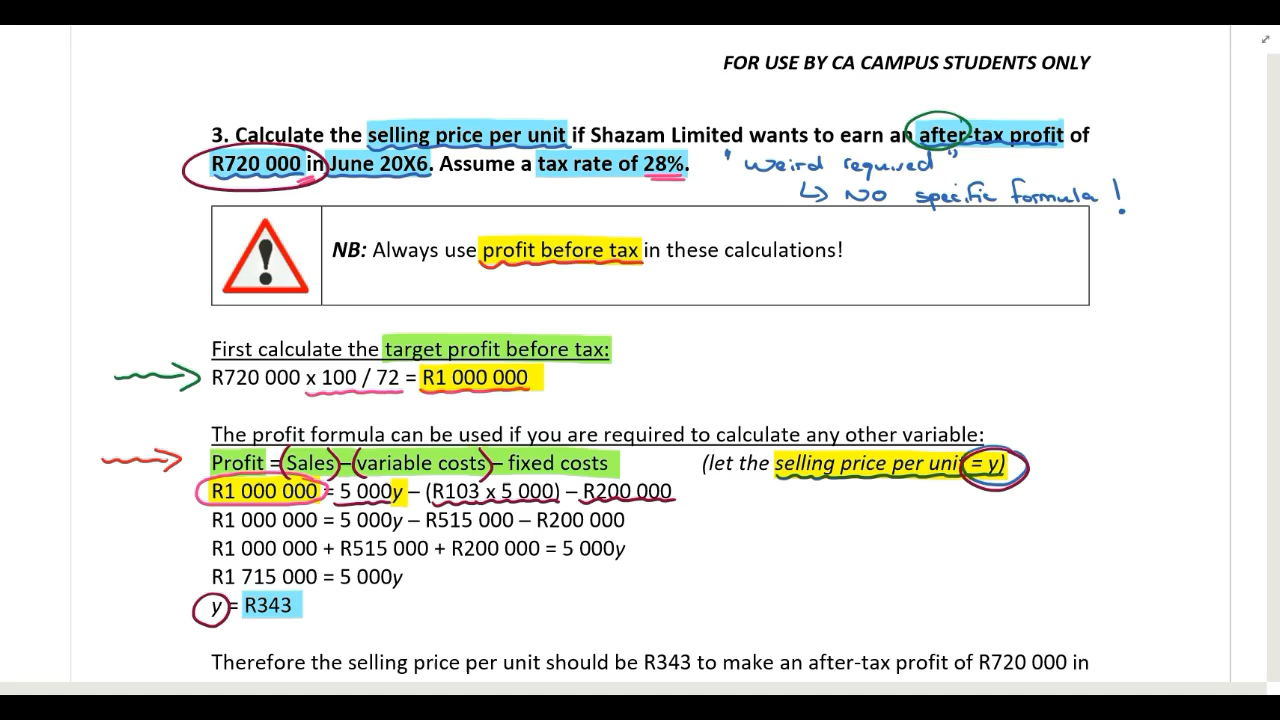 FOR USE BY CA CAMPUS STUDENTS ONLY
3. Calculate the selling price per unit if Shazam Limited wants to earn an after-tax profit of
R720 000 in June 20X6. Assume a tax rate of 28%.
"Weird required"
↳ No specific formula!
NB: Always use profit before tax in these calculations!
First calculate the target profit before tax:
R720 000 x 100 / 72 = R1 000 000
The profit formula can be used if you are required to calculate any other variable:
Profit = (Sales) – (variable costs) – fixed costs (let the selling price per unit = y)
R1 000 000 = 5 000y – (R103 x 5 000) – R200 000
R1 000 000 = 5 000y – R515 000 – R200 000
R1 000 000 + R515 000 + R200 000 = 5 000y
R1 715 000 = 5 000y
y = R343
Therefore the selling price per unit should be R343 to make an after-tax profit of R720 000 in